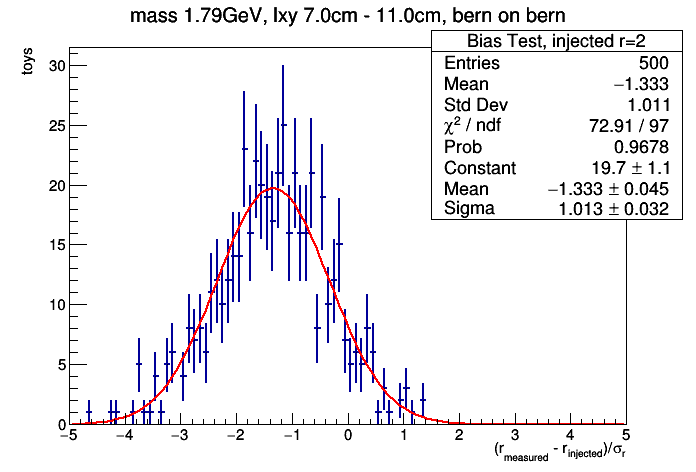 mass 1.79GeV, lxy 7.0cm - 11.0cm, bern on bern
Bias Test, injected r=2
Entries 500
Mean −1.333
Std Dev 1.011
χ² / ndf 72.91 / 97
Prob 0.9678
Constant 19.7 ± 1.1
Mean −1.333 ± 0.045
Sigma 1.013 ± 0.032
toys
30
25
20
15
10
5
0
−5 −4 −3 −2 −1 0 1 2 3 4 5
(r_measured - r_injected)/σ_r